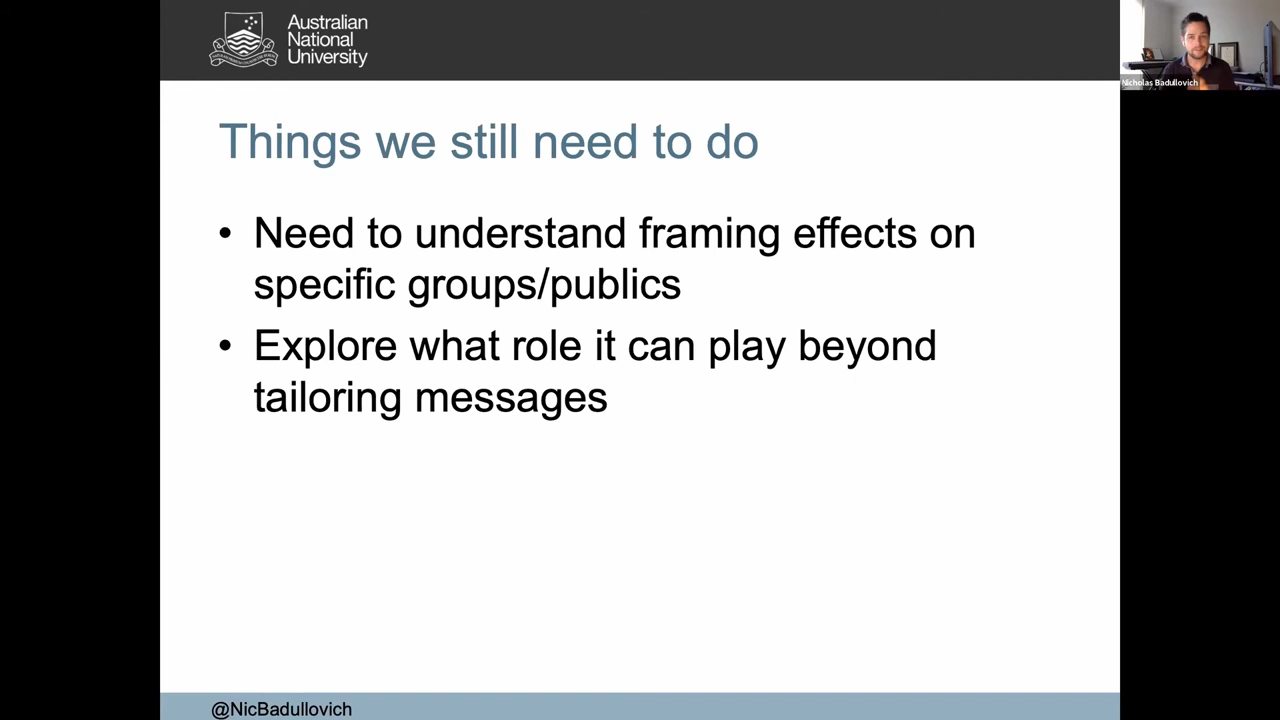 Australian
National
University
Nicholas Badullovich
Things we still need to do
• Need to understand framing effects on
specific groups/publics
• Explore what role it can play beyond
tailoring messages
@NicBadullovich